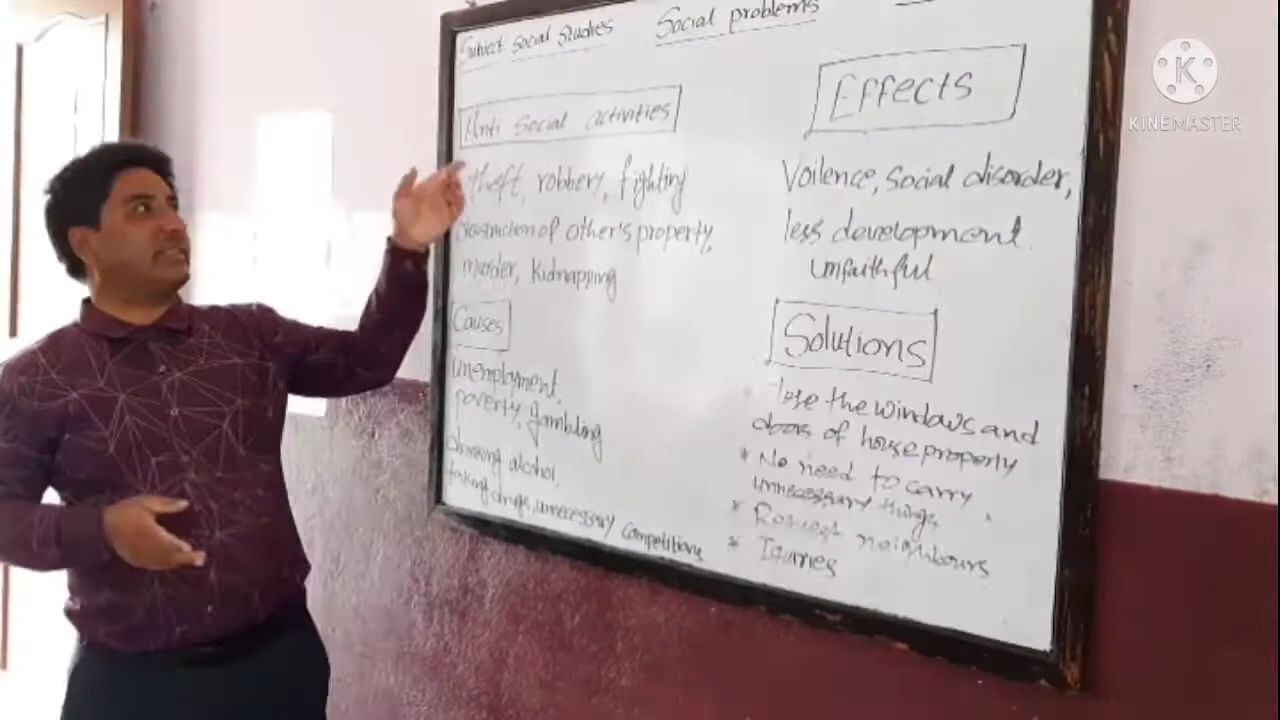 Subject Social Studies
Social problems
Anti Social activities
theft, robbery, fighting
of other's property,
murder, kidnapping
Causes
unemployment,
poverty, gambling
alcohol,
taking drugs, unnecessary competitions
Effects
Voilence, Social disorder,
less development.
unfaithful
Solutions
the windows and
doors of house property
* No need to carry
unnecessary things
* neighbours
*
KINEMASTER